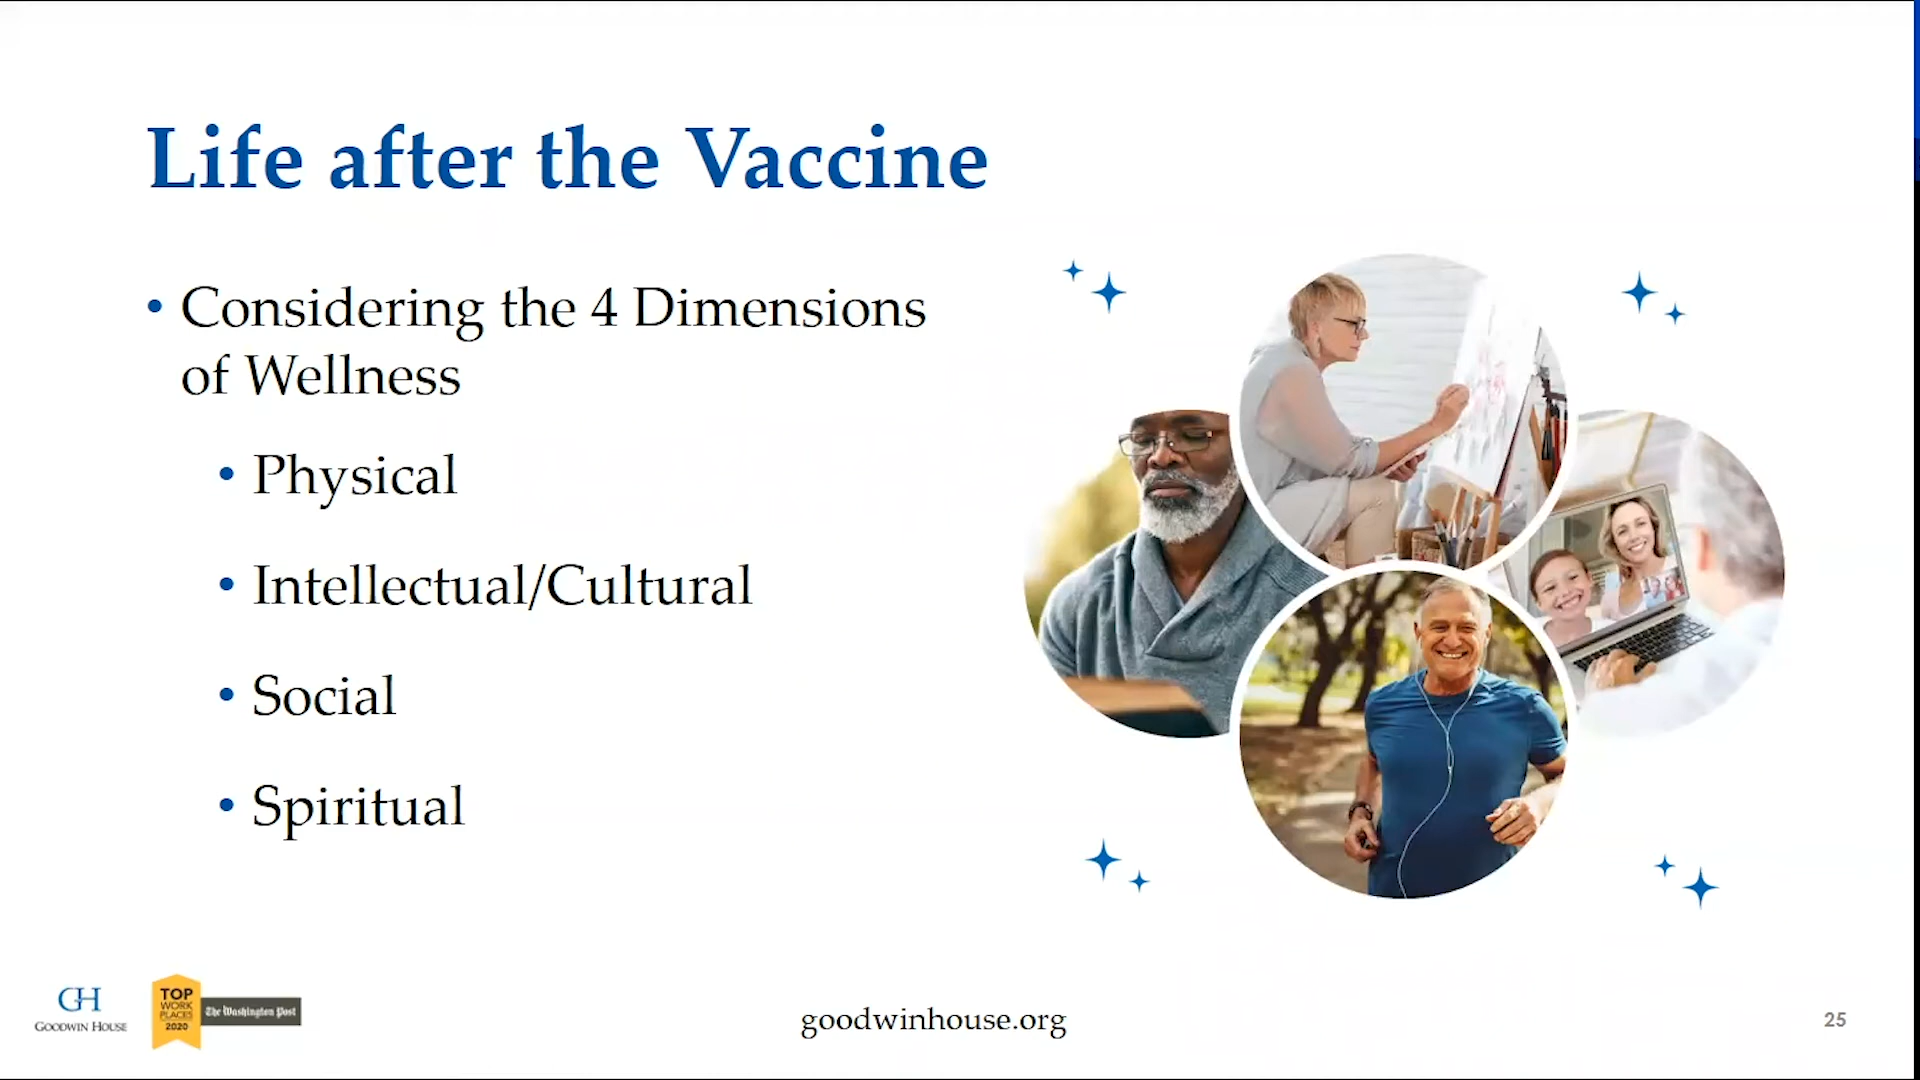 Life after the Vaccine
• Considering the 4 Dimensions
of Wellness
• Physical
• Intellectual/Cultural
• Social
• Spiritual
GH
GOODWIN HOUSE
TOP
WORK
PLACES
2020
The Washington Post
goodwinhouse.org
25